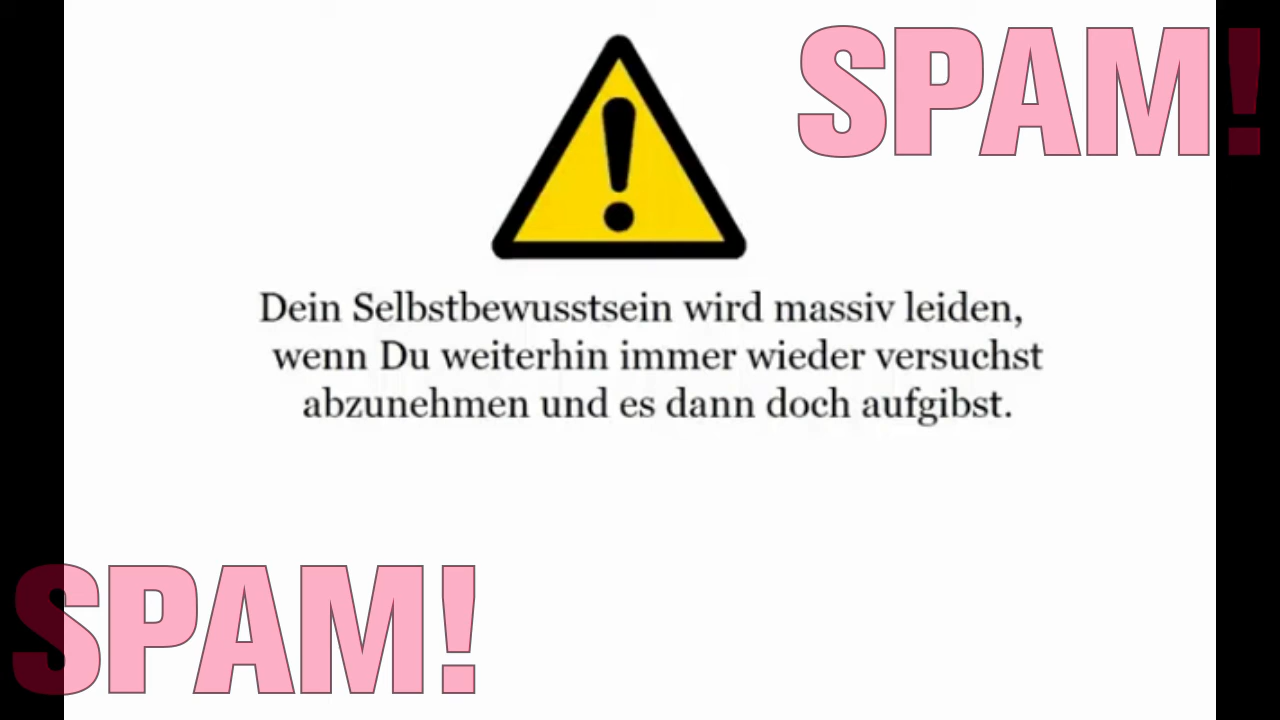 SPAM!
Dein Selbstbewusstsein wird massiv leiden,
wenn Du weiterhin immer wieder versuchst
abzunehmen und es dann doch aufgibst.
SPAM!